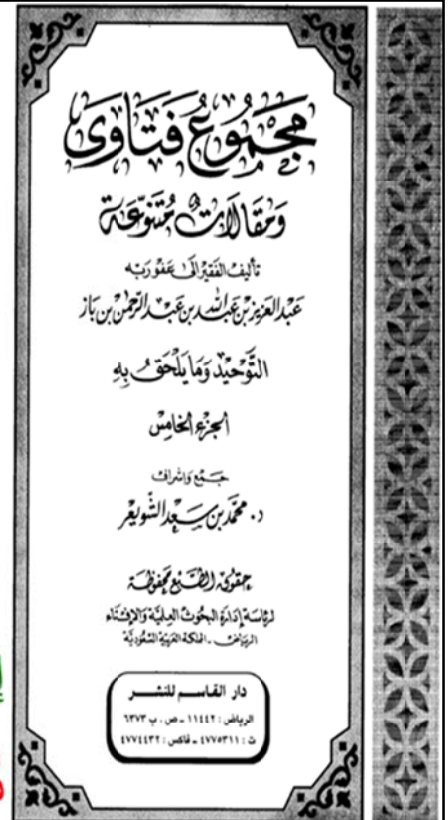 مجموع فتاوى
ومقالات متنوعة
تأليف الفقير إلى عفو ربه
عبد العزيز بن عبد الله بن عبد الرحمن بن باز
التوحيد وما يلحق به
الجزء الخامس
جمع وإشراف
د. محمد بن سعد الشويعر
حقوق الطبع محفوظة
لرئاسة إدارة البحوث العلمية والإفتاء
الرياض - المملكة العربية السعودية
دار القاسم للنشر
الرياض : ١١٤٤٢ - ص . ب ٦٣٧٣
ت : ٤٧٧٥٣١١ - فاكس : ٤٧٧٤٤٣٢